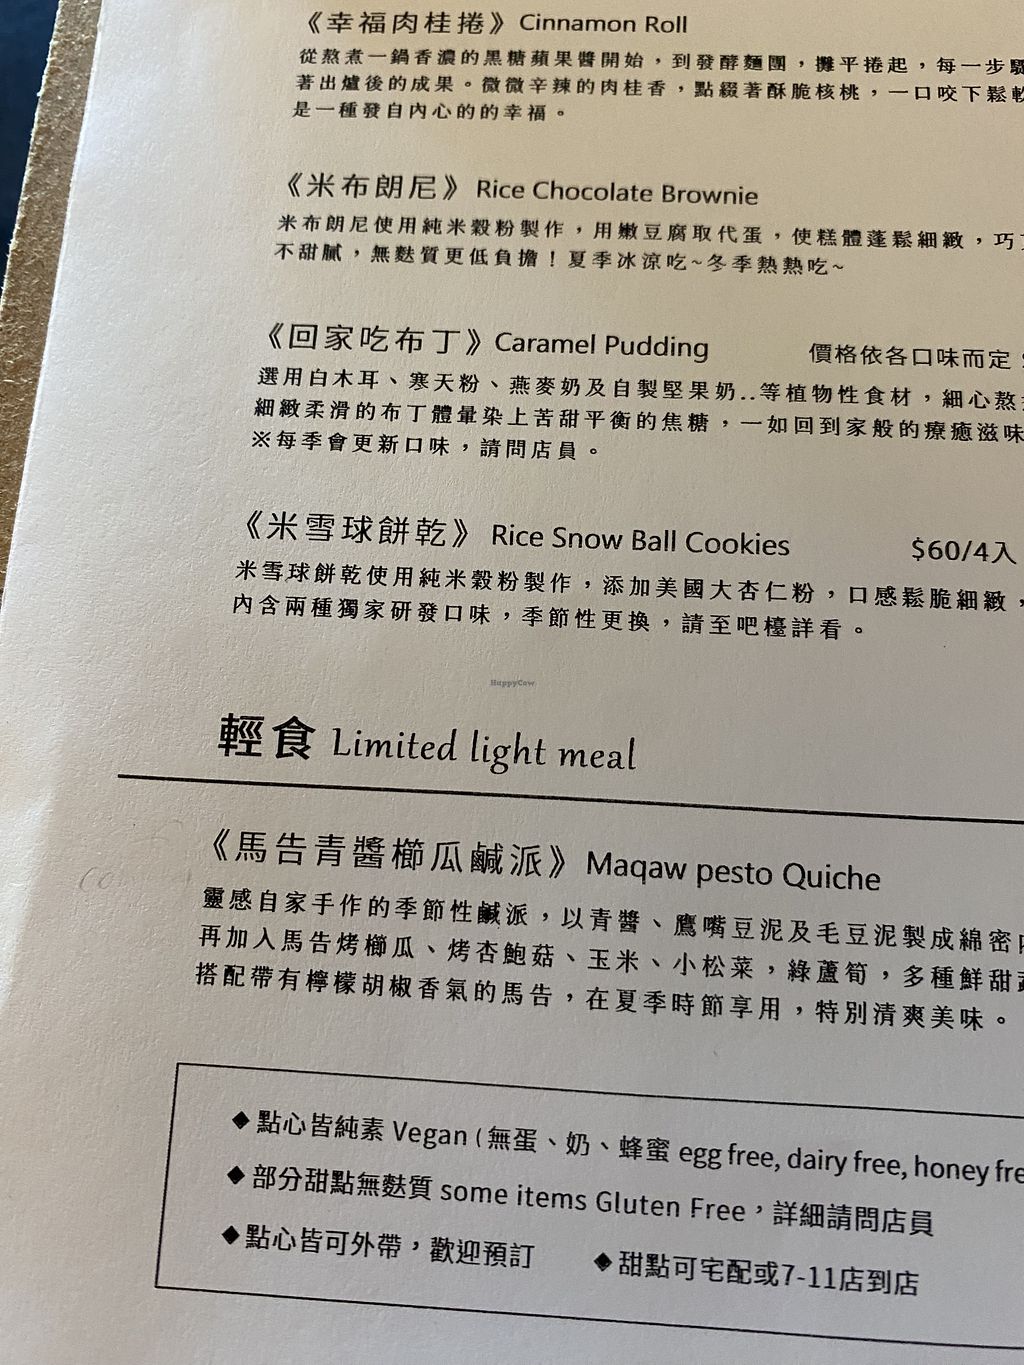 《幸福肉桂捲》 Cinnamon Roll
從熬煮一鍋香濃的黑糖蘋果醬開始，到發酵麵團，攤平捲起，每一步驟
著出爐後的成果。微微辛辣的肉桂香，點綴著酥脆核桃，一口咬下鬆軟
是一種發自內心的的幸福。
《米布朗尼》 Rice Chocolate Brownie
米布朗尼使用純米穀粉製作，用嫩豆腐取代蛋，使糕體蓬鬆細緻，巧
不甜膩，無麩質更低負擔！夏季冰涼吃~冬季熱熱吃~
《回家吃布丁》 Caramel Pudding 價格依各口味而定
選用白木耳、寒天粉、燕麥奶及自製堅果奶..等植物性食材，細心熬
細緻柔滑的布丁體暈染上苦甜平衡的焦糖，一如回到家般的療癒滋味
※每季會更新口味，請問店員。
《米雪球餅乾》 Rice Snow Ball Cookies $60/4入
米雪球餅乾使用純米穀粉製作，添加美國大杏仁粉，口感鬆脆細緻，
內含兩種獨家研發口味，季節性更換，請至吧檯詳看。
HappyCow
輕食 Limited light meal
《馬告青醬櫛瓜鹹派》 Maqaw pesto Quiche
靈感自家手作的季節性鹹派，以青醬、鷹嘴豆泥及毛豆泥製成綿密
再加入馬告烤櫛瓜、烤杏鮑菇、玉米、小松菜，綠蘆筍，多種鮮甜
搭配帶有檸檬胡椒香氣的馬告，在夏季時節享用，特別清爽美味。
◆點心皆純素 Vegan (無蛋、奶、蜂蜜 egg free, dairy free, honey fre
◆部分甜點無麩質 some items Gluten Free，詳細請問店員
◆點心皆可外帶，歡迎預訂 ◆甜點可宅配或7-11店到店